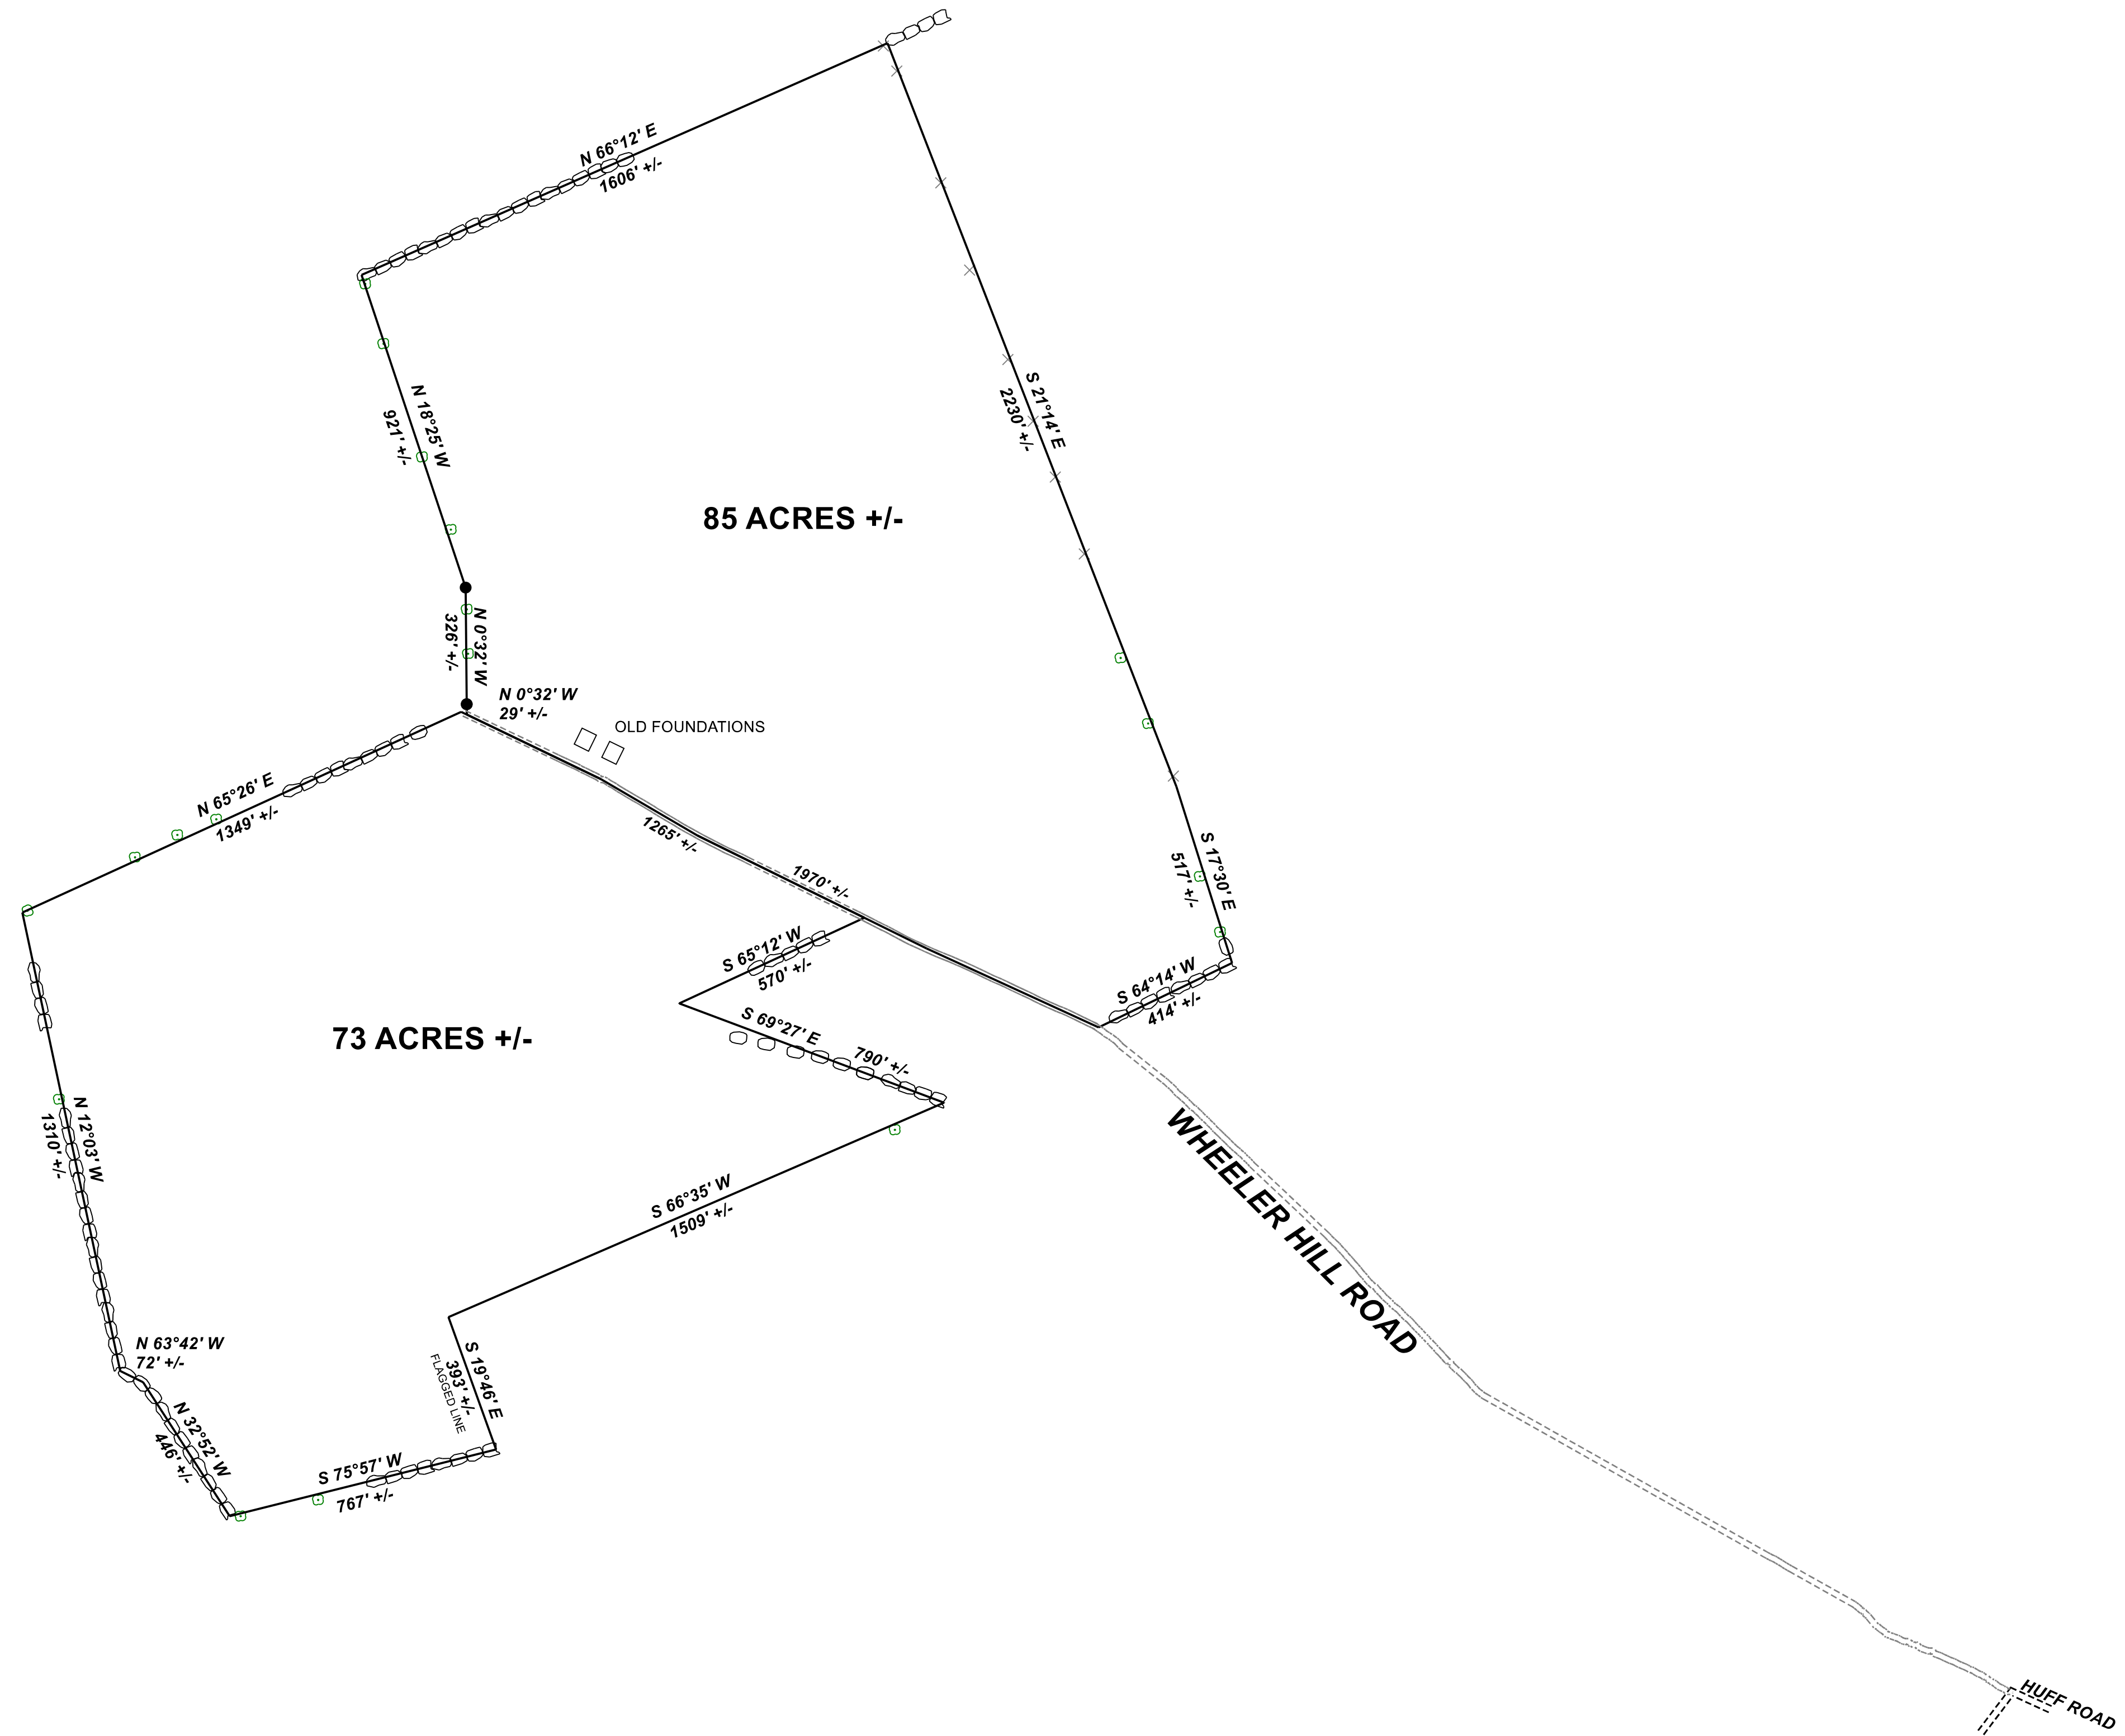 N 66°12' E
1606' +/-
N 18°25' W
921' +/-
S 21°14' E
2230' +/-
85 ACRES +/-
N 0°32' W
326' +/-
N 0°32' W
29' +/-
OLD FOUNDATIONS
N 65°26' E
1349' +/-
1265' +/-
1970' +/-
S 17°30' E
517' +/-
S 65°12' W
570' +/-
S 64°14' W
414' +/-
73 ACRES +/-
S 69°27' E
790' +/-
N 12°03' W
1310' +/-
WHEELER HILL ROAD
S 66°35' W
1509' +/-
N 63°42' W
72' +/-
S 19°46' E
393' +/-
FLAGGED LINE
N 32°52' W
446' +/-
S 75°57' W
767' +/-
HUFF ROAD